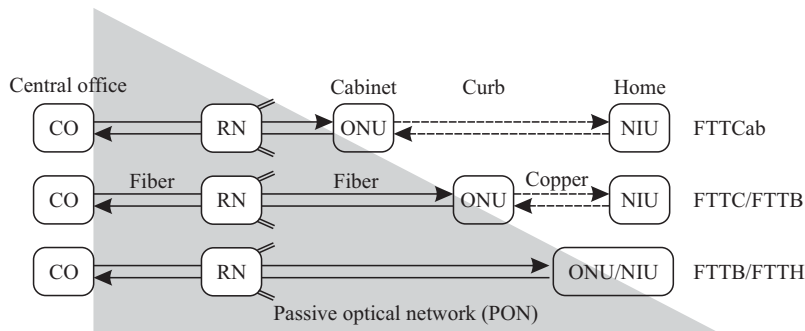 Central office Cabinet Curb Home
CO RN ONU NIU FTTCab
Fiber Fiber Copper
CO RN ONU NIU FTTC/FTTB
CO RN ONU/NIU FTTB/FTTH
Passive optical network (PON)